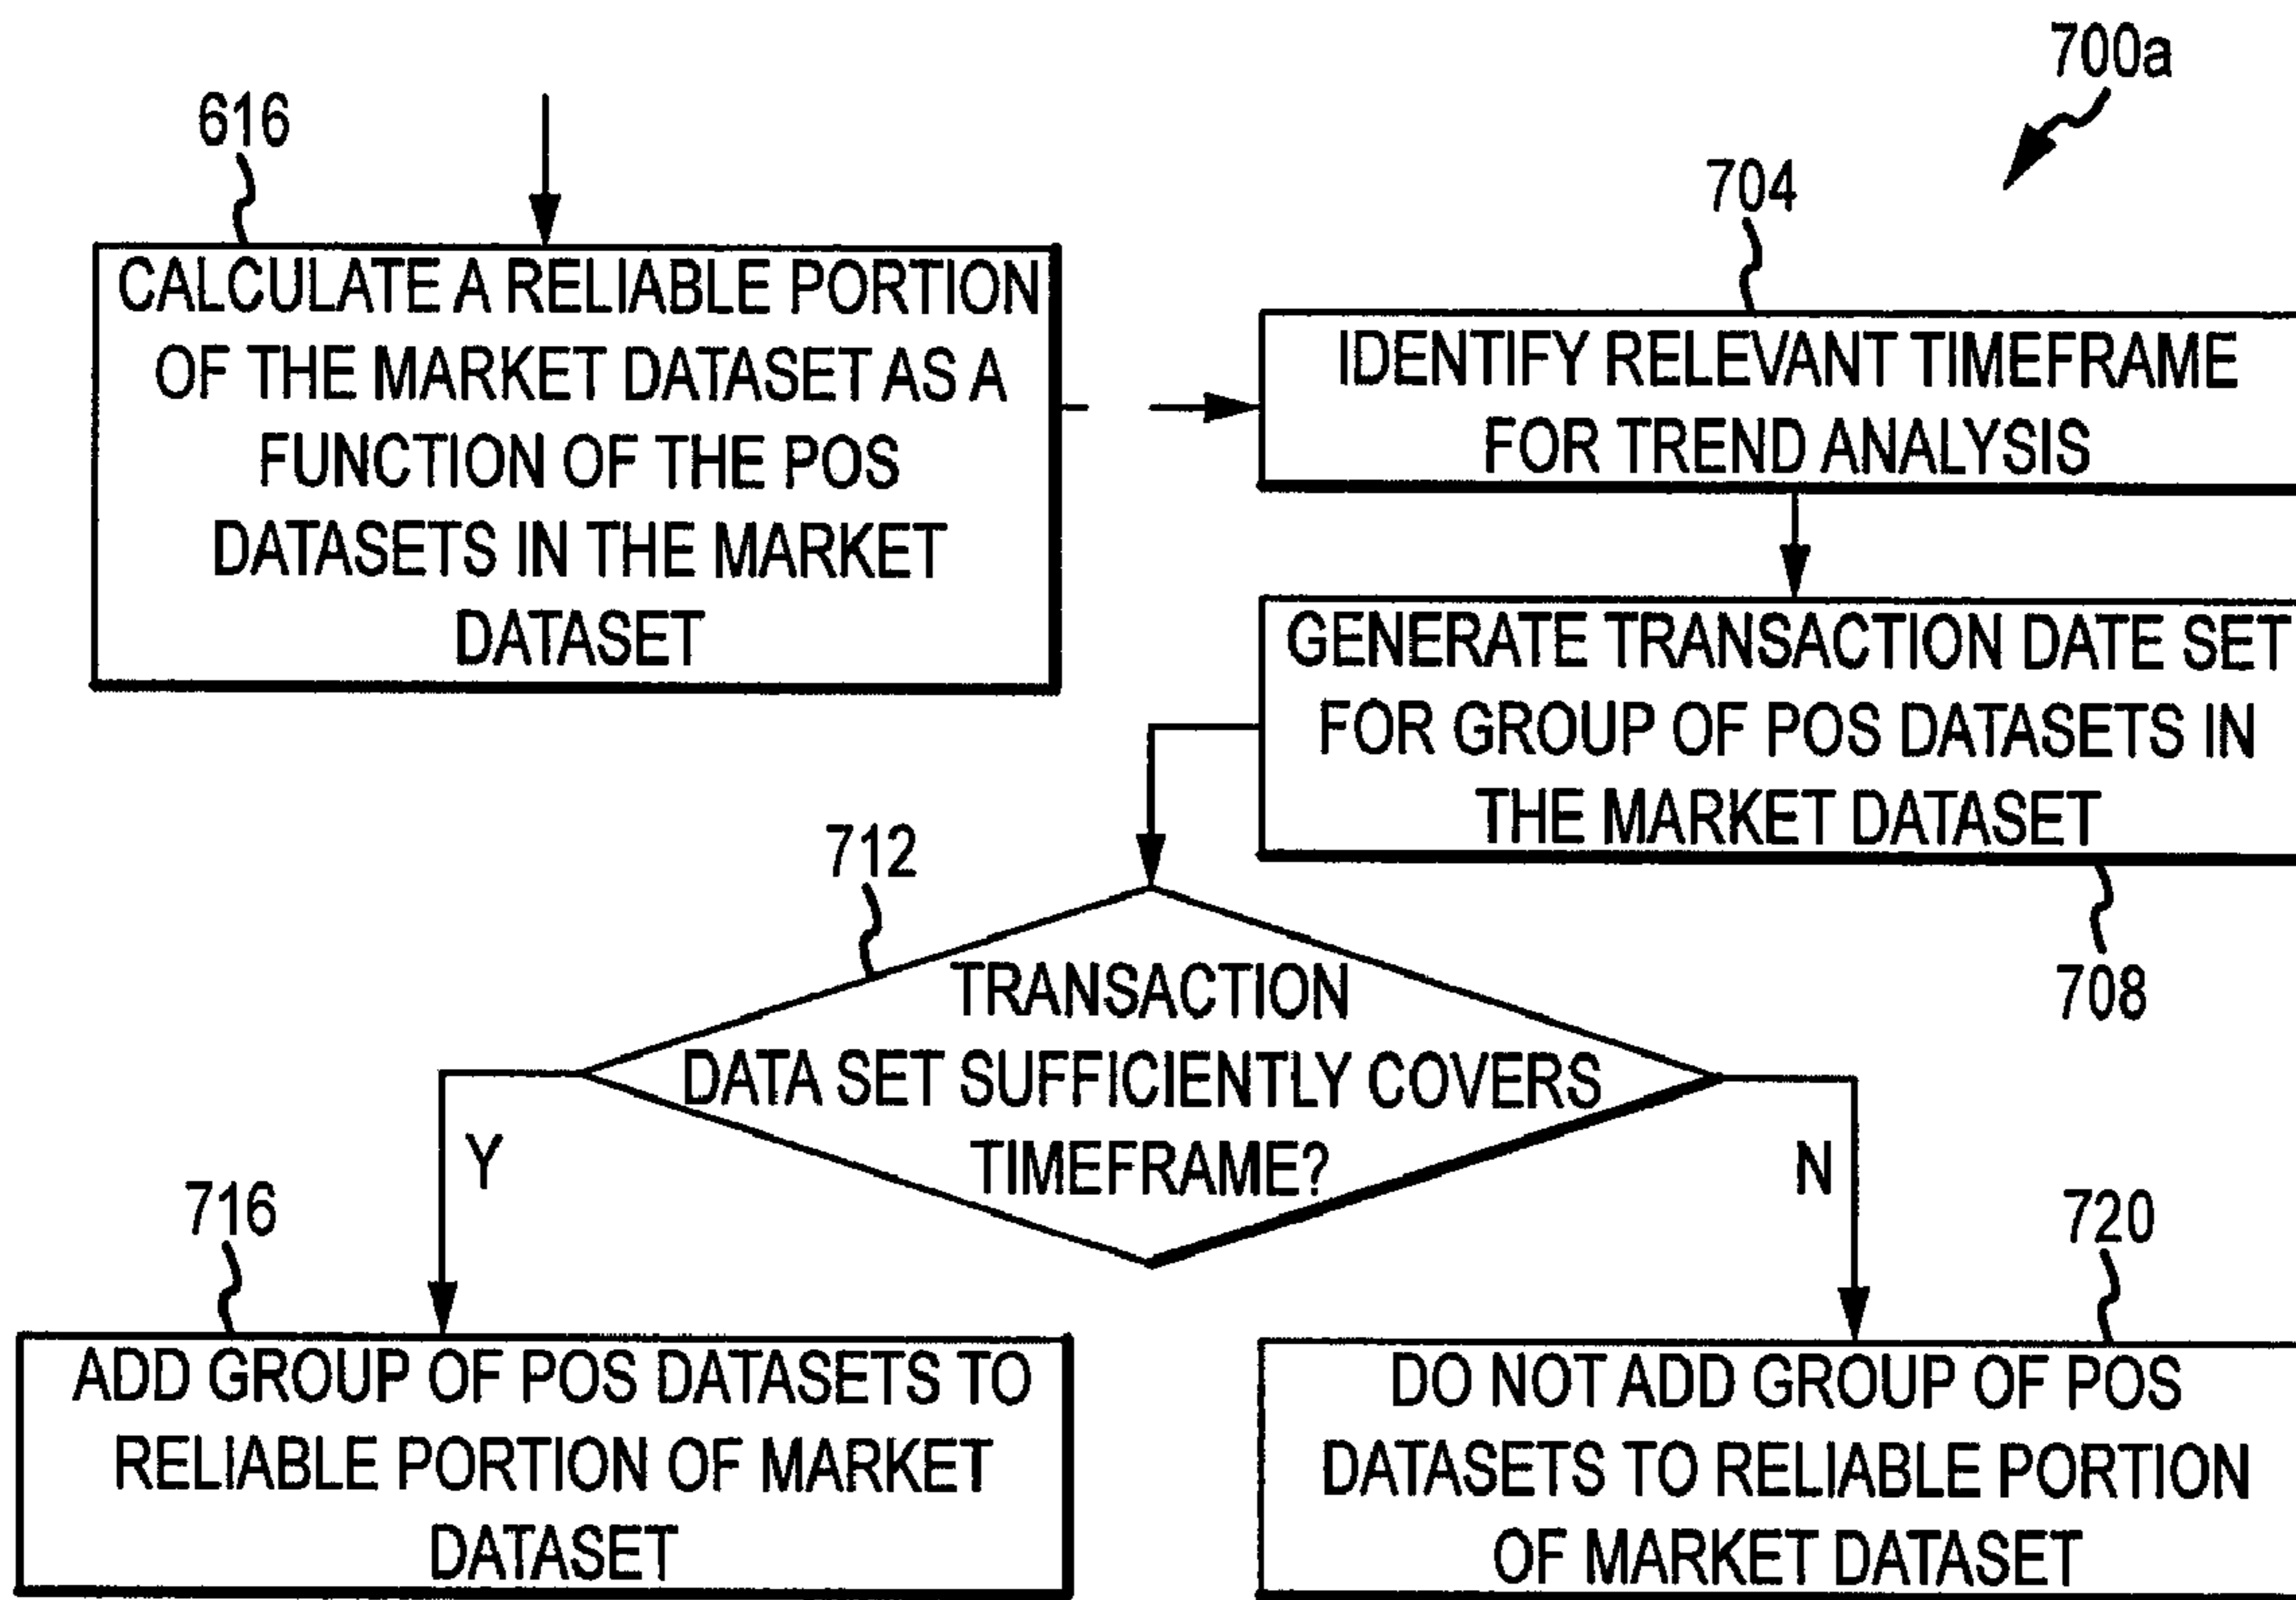 700a
616
CALCULATE A RELIABLE PORTION
OF THE MARKET DATASET AS A
FUNCTION OF THE POS
DATASETS IN THE MARKET
DATASET
704
IDENTIFY RELEVANT TIMEFRAME
FOR TREND ANALYSIS
GENERATE TRANSACTION DATE SET
FOR GROUP OF POS DATASETS IN
THE MARKET DATASET
708
712
TRANSACTION
DATA SET SUFFICIENTLY COVERS
TIMEFRAME?
Y
N
716
ADD GROUP OF POS DATASETS TO
RELIABLE PORTION OF MARKET
DATASET
720
DO NOT ADD GROUP OF POS
DATASETS TO RELIABLE PORTION
OF MARKET DATASET